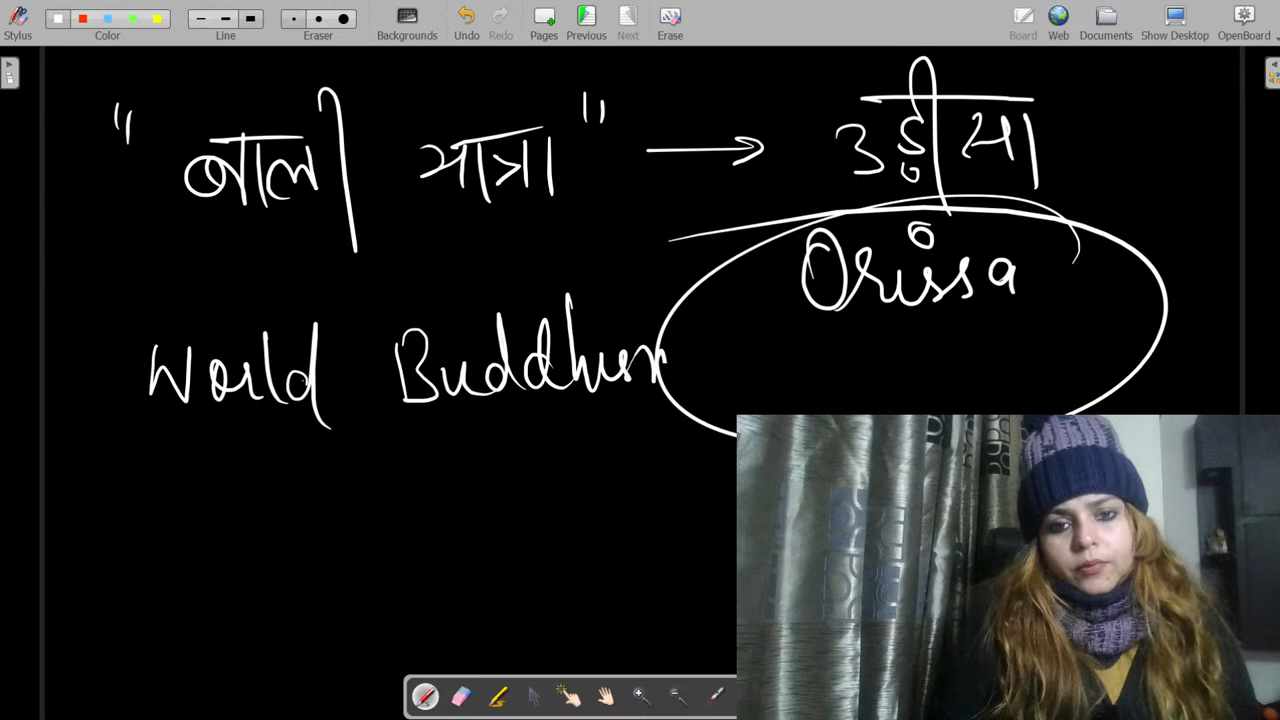 Stylus Color Line Eraser Backgrounds Undo Redo Pages Previous Next Erase Board Web Documents Show Desktop OpenBoard
"बाली यात्रा" → उड़ीसा
Orissa
World Buddhism